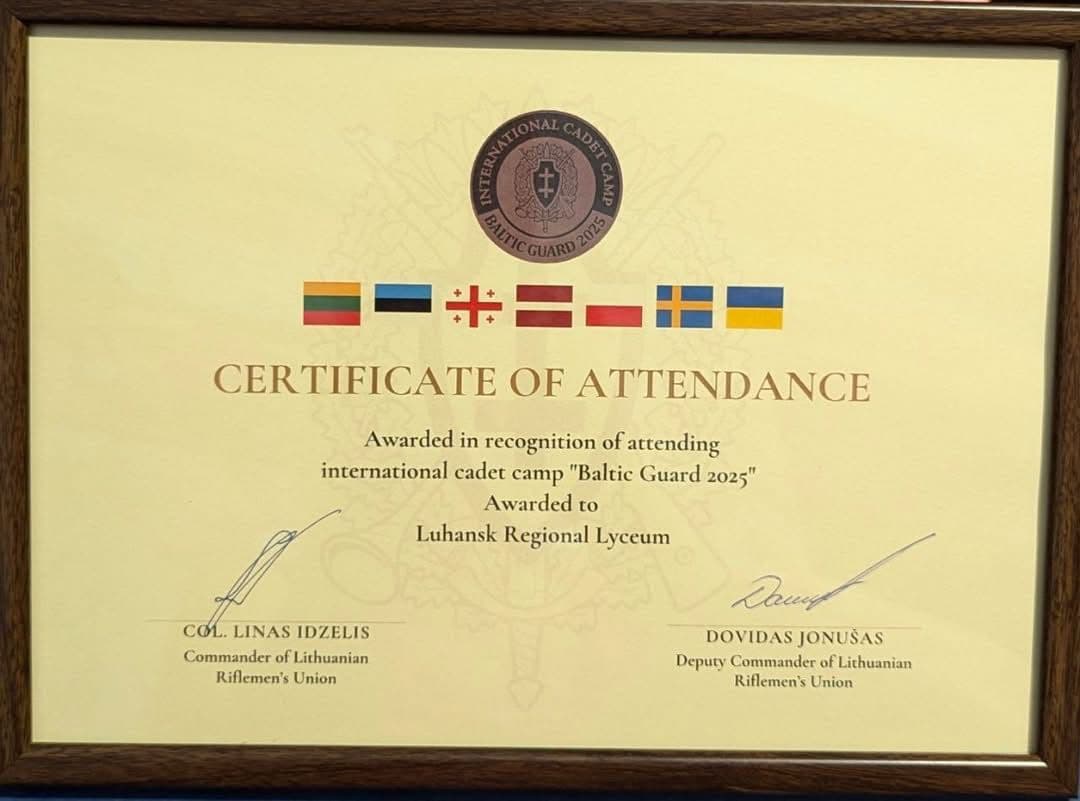 INTERNATIONAL CADET CAMP
BALTIC GUARD 2025
CERTIFICATE OF ATTENDANCE
Awarded in recognition of attending
international cadet camp "Baltic Guard 2025"
Awarded to
Luhansk Regional Lyceum
COL. LINAS IDZELIS
Commander of Lithuanian
Riflemen's Union
DOVIDAS JONUŠAS
Deputy Commander of Lithuanian
Riflemen's Union